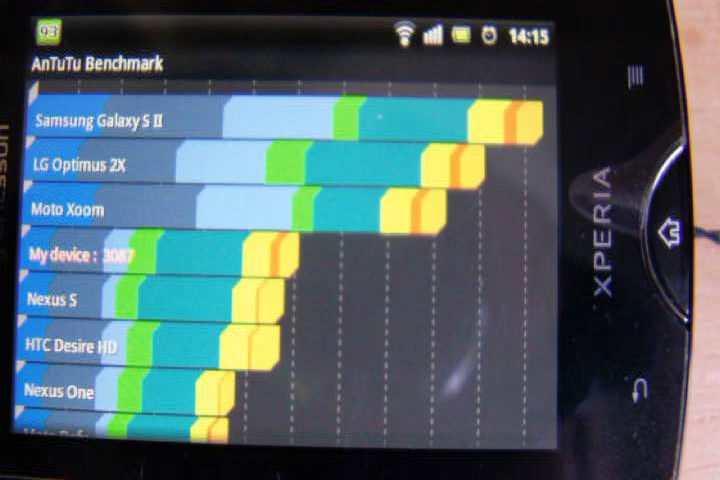 93
14:15
AnTuTu Benchmark
Samsung Galaxy S II
LG Optimus 2X
Moto Xoom
My device : 3087
Nexus S
HTC Desire HD
Nexus One
XPERIA